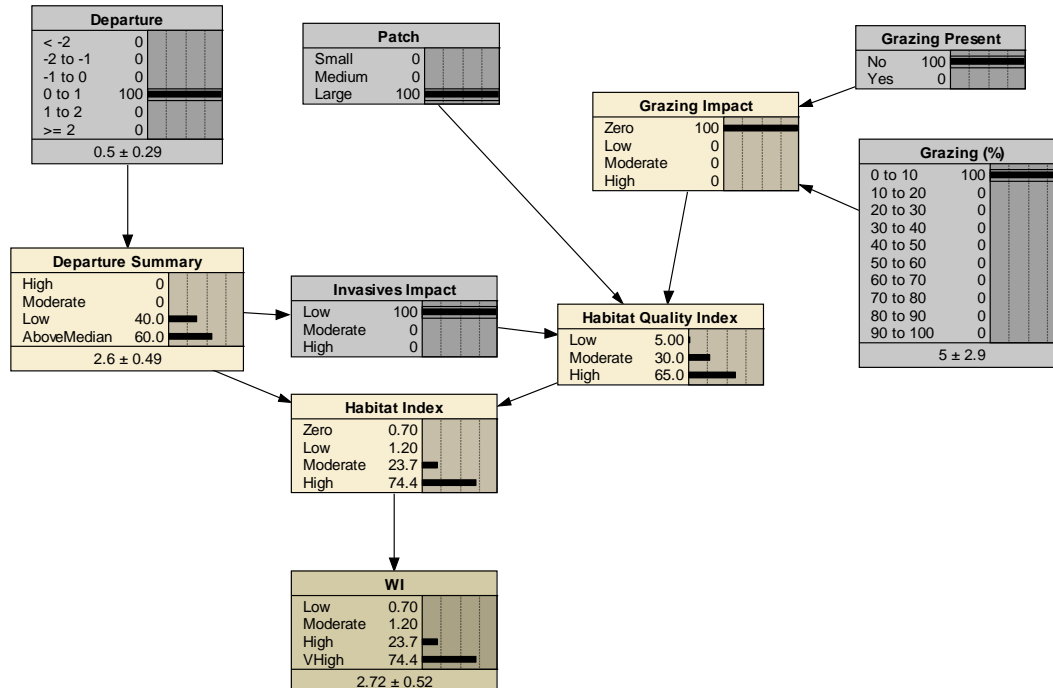 Departure
< -2 0
-2 to -1 0
-1 to 0 0
0 to 1 100
1 to 2 0
>= 2 0
0.5 ± 0.29
Patch
Small 0
Medium 0
Large 100
Grazing Present
No 100
Yes 0
Grazing Impact
Zero 100
Low 0
Moderate 0
High 0
Grazing (%)
0 to 10 100
10 to 20 0
20 to 30 0
30 to 40 0
40 to 50 0
50 to 60 0
60 to 70 0
70 to 80 0
80 to 90 0
90 to 100 0
5 ± 2.9
Departure Summary
High 0
Moderate 0
Low 40.0
AboveMedian 60.0
2.6 ± 0.49
Invasives Impact
Low 100
Moderate 0
High 0
Habitat Quality Index
Low 5.00
Moderate 30.0
High 65.0
Habitat Index
Zero 0.70
Low 1.20
Moderate 23.7
High 74.4
WI
Low 0.70
Moderate 1.20
High 23.7
VHigh 74.4
2.72 ± 0.52